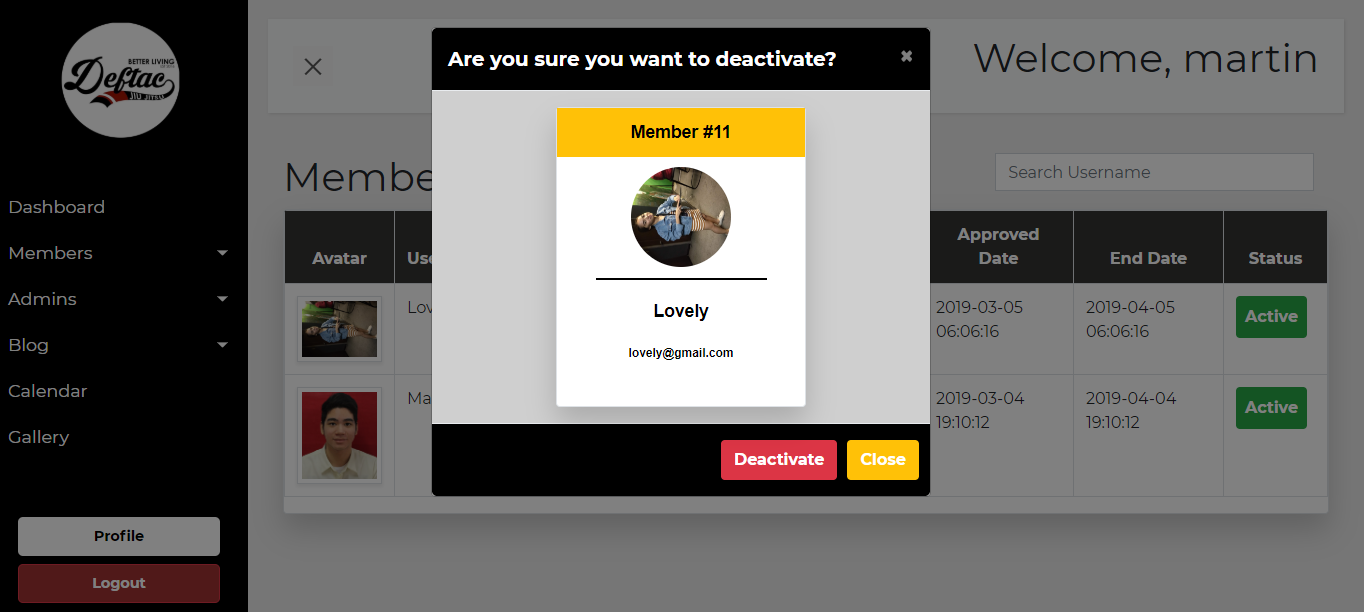 BETTER LIVING
Deftac
JIU JITSU
Dashboard
Members
Admins
Blog
Calendar
Gallery
Profile
Logout
Welcome, martin
Are you sure you want to deactivate?
Member #11
Lovely
lovely@gmail.com
Deactivate
Close
Search Username
Avatar
Approved
Date
End Date
Status
2019-03-05
06:06:16
2019-04-05
06:06:16
Active
2019-03-04
19:10:12
2019-04-04
19:10:12
Active